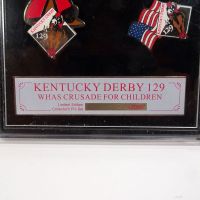 129
KENTUCKY DERBY 129
WHAS CRUSADE FOR CHILDREN
Limited Edition
Collector's Pin Set